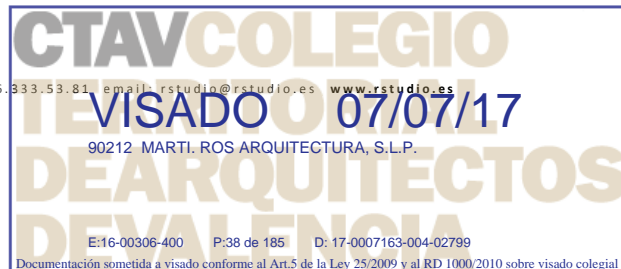 CTAVCOLEGIO
5.333.53.81 email: rstudio@rstudio.es www.rstudio.es
TERRITORIAL
VISADO 07/07/17
90212 MARTI. ROS ARQUITECTURA, S.L.P.
DEARQUITECTOS
DEVALENCIA
E:16-00306-400 P:38 de 185 D: 17-0007163-004-02799
Documentación sometida a visado conforme al Art.5 de la Ley 25/2009 y al RD 1000/2010 sobre visado colegial